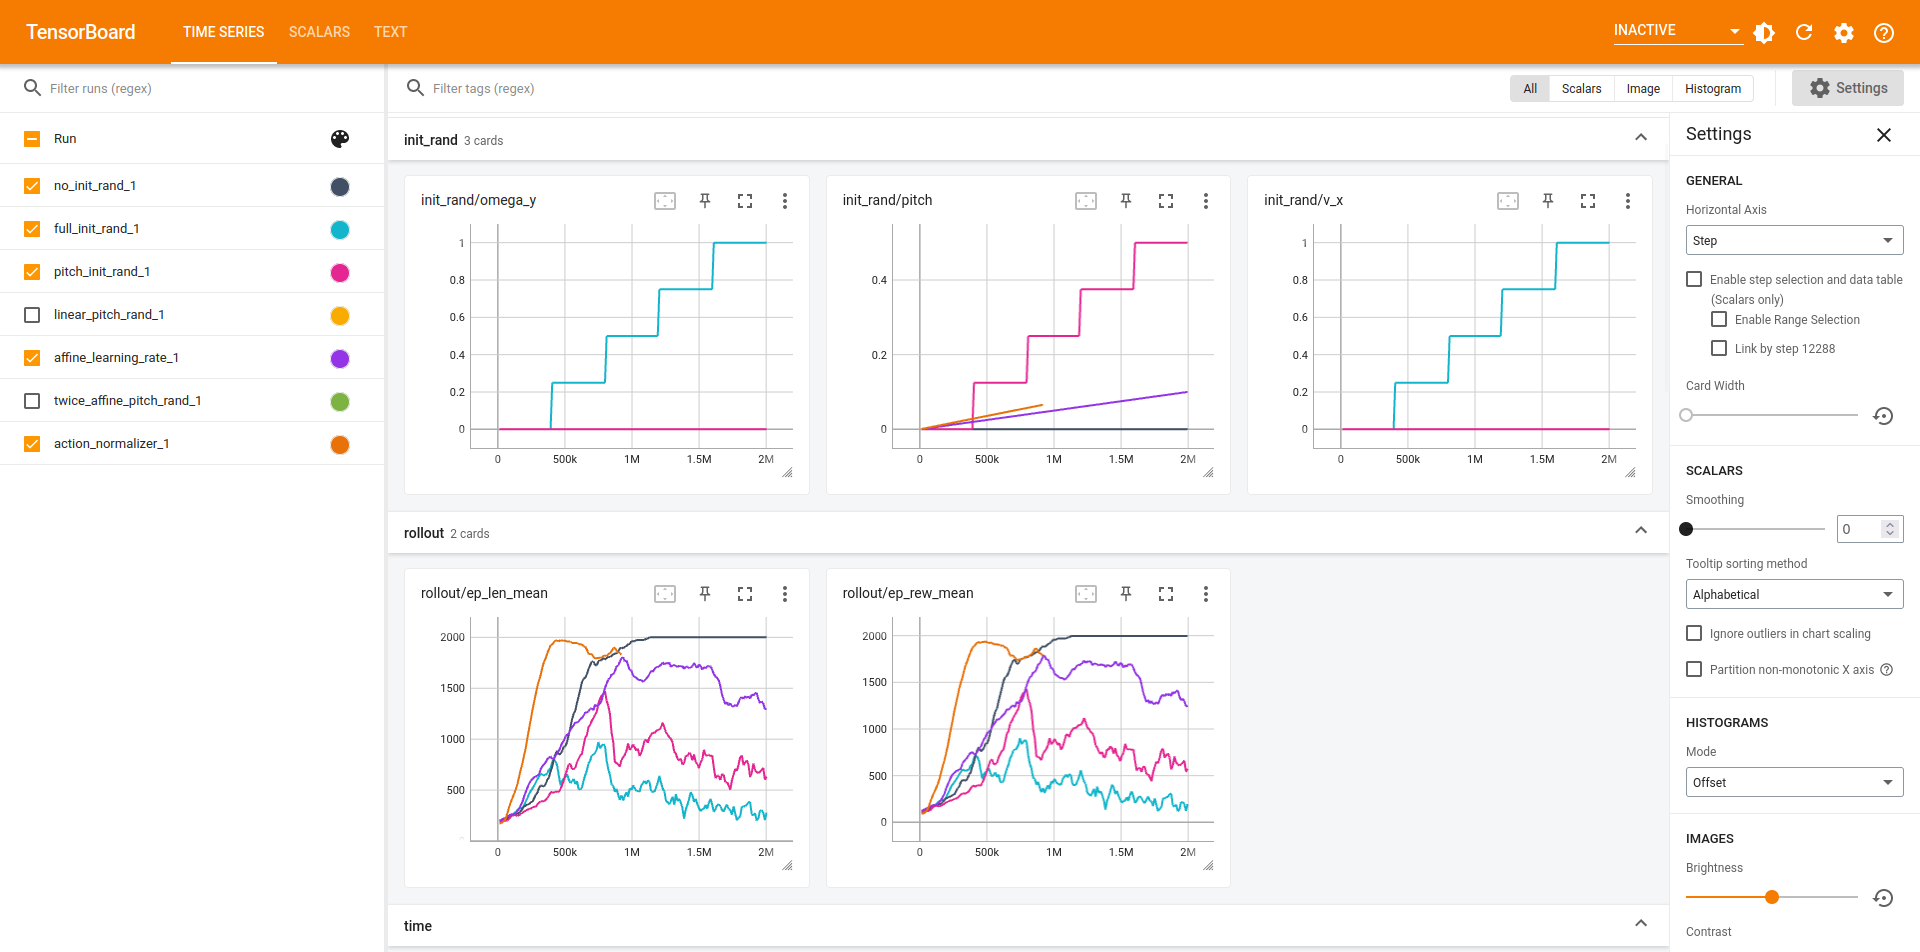 TensorBoard
TIME SERIES
SCALARS
TEXT
INACTIVE
Filter runs (regex)
Run
no_init_rand_1
full_init_rand_1
pitch_init_rand_1
linear_pitch_rand_1
affine_learning_rate_1
twice_affine_pitch_rand_1
action_normalizer_1
Filter tags (regex)
All
Scalars
Image
Histogram
Settings
init_rand 3 cards
init_rand/omega_y
1
0.8
0.6
0.4
0.2
0
0 500k 1M 1.5M 2M
init_rand/pitch
0.4
0.2
0
0 500k 1M 1.5M 2M
init_rand/v_x
1
0.8
0.6
0.4
0.2
0
0 500k 1M 1.5M 2M
rollout 2 cards
rollout/ep_len_mean
2000
1500
1000
500
0 500k 1M 1.5M 2M
rollout/ep_rew_mean
2000
1500
1000
500
0
0 500k 1M 1.5M 2M
time
Settings
GENERAL
Horizontal Axis
Step
Enable step selection and data table
(Scalars only)
Enable Range Selection
Link by step 12288
Card Width
SCALARS
Smoothing
0
Tooltip sorting method
Alphabetical
Ignore outliers in chart scaling
Partition non-monotonic X axis
HISTOGRAMS
Mode
Offset
IMAGES
Brightness
Contrast